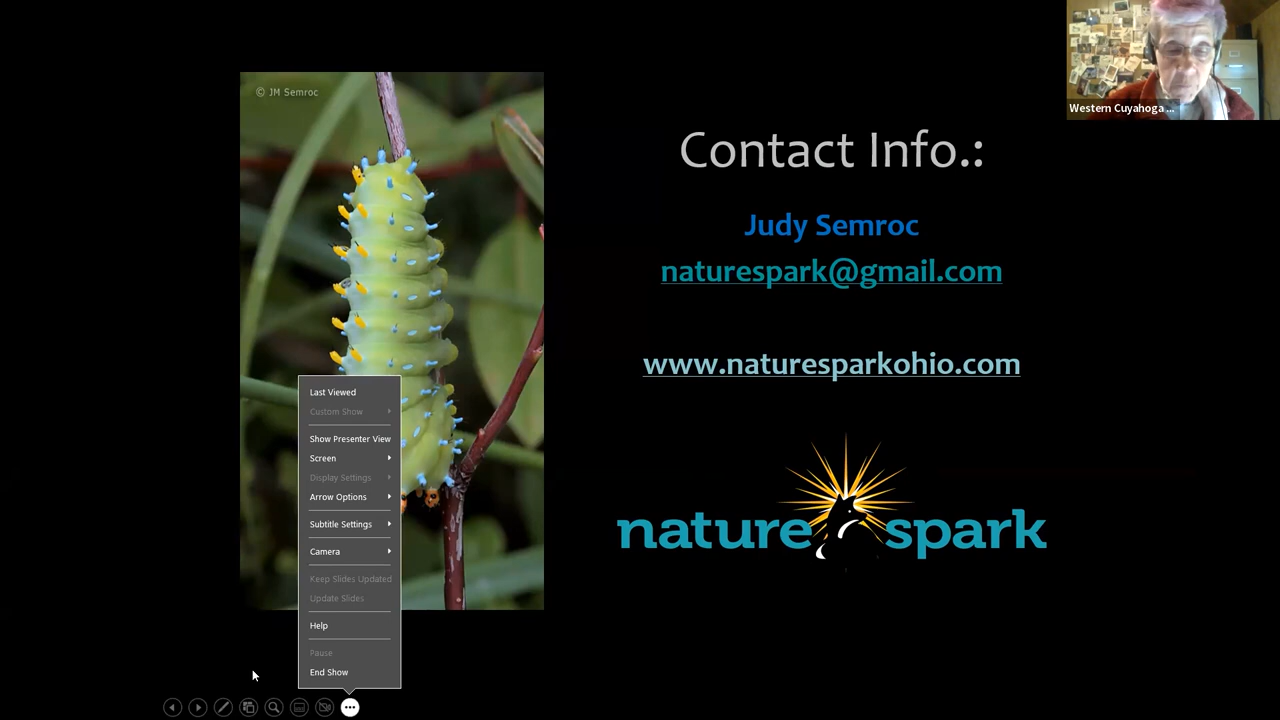 © JM Semroc
Western Cuyahoga ...
Contact Info.:
Judy Semroc
naturespark@gmail.com
www.naturesparkohio.com
nature spark
Last Viewed
Custom Show
Show Presenter View
Screen
Display Settings
Arrow Options
Subtitle Settings
Camera
Keep Slides Updated
Update Slides
Help
Pause
End Show